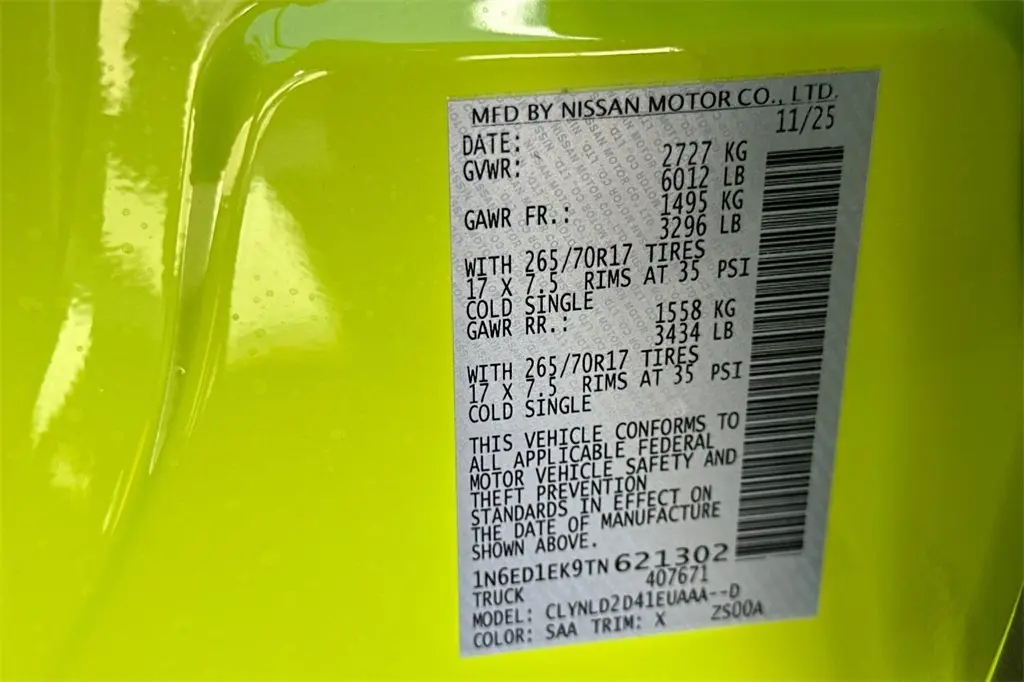 MFD BY NISSAN MOTOR CO., LTD.
DATE: 11/25
GVWR: 2727 KG
6012 LB
GAWR FR.: 1495 KG
3296 LB
WITH 265/70R17 TIRES
17 X 7.5 RIMS AT 35 PSI
COLD SINGLE
GAWR RR.: 1558 KG
3434 LB
WITH 265/70R17 TIRES
17 X 7.5 RIMS AT 35 PSI
COLD SINGLE
THIS VEHICLE CONFORMS TO
ALL APPLICABLE FEDERAL
MOTOR VEHICLE SAFETY AND
THEFT PREVENTION
STANDARDS IN EFFECT ON
THE DATE OF MANUFACTURE
SHOWN ABOVE.
1N6ED1EK9TN621302
TRUCK 407671
MODEL: CLYNLD2D41EUAAA--D
COLOR: SAA TRIM: X ZS00A